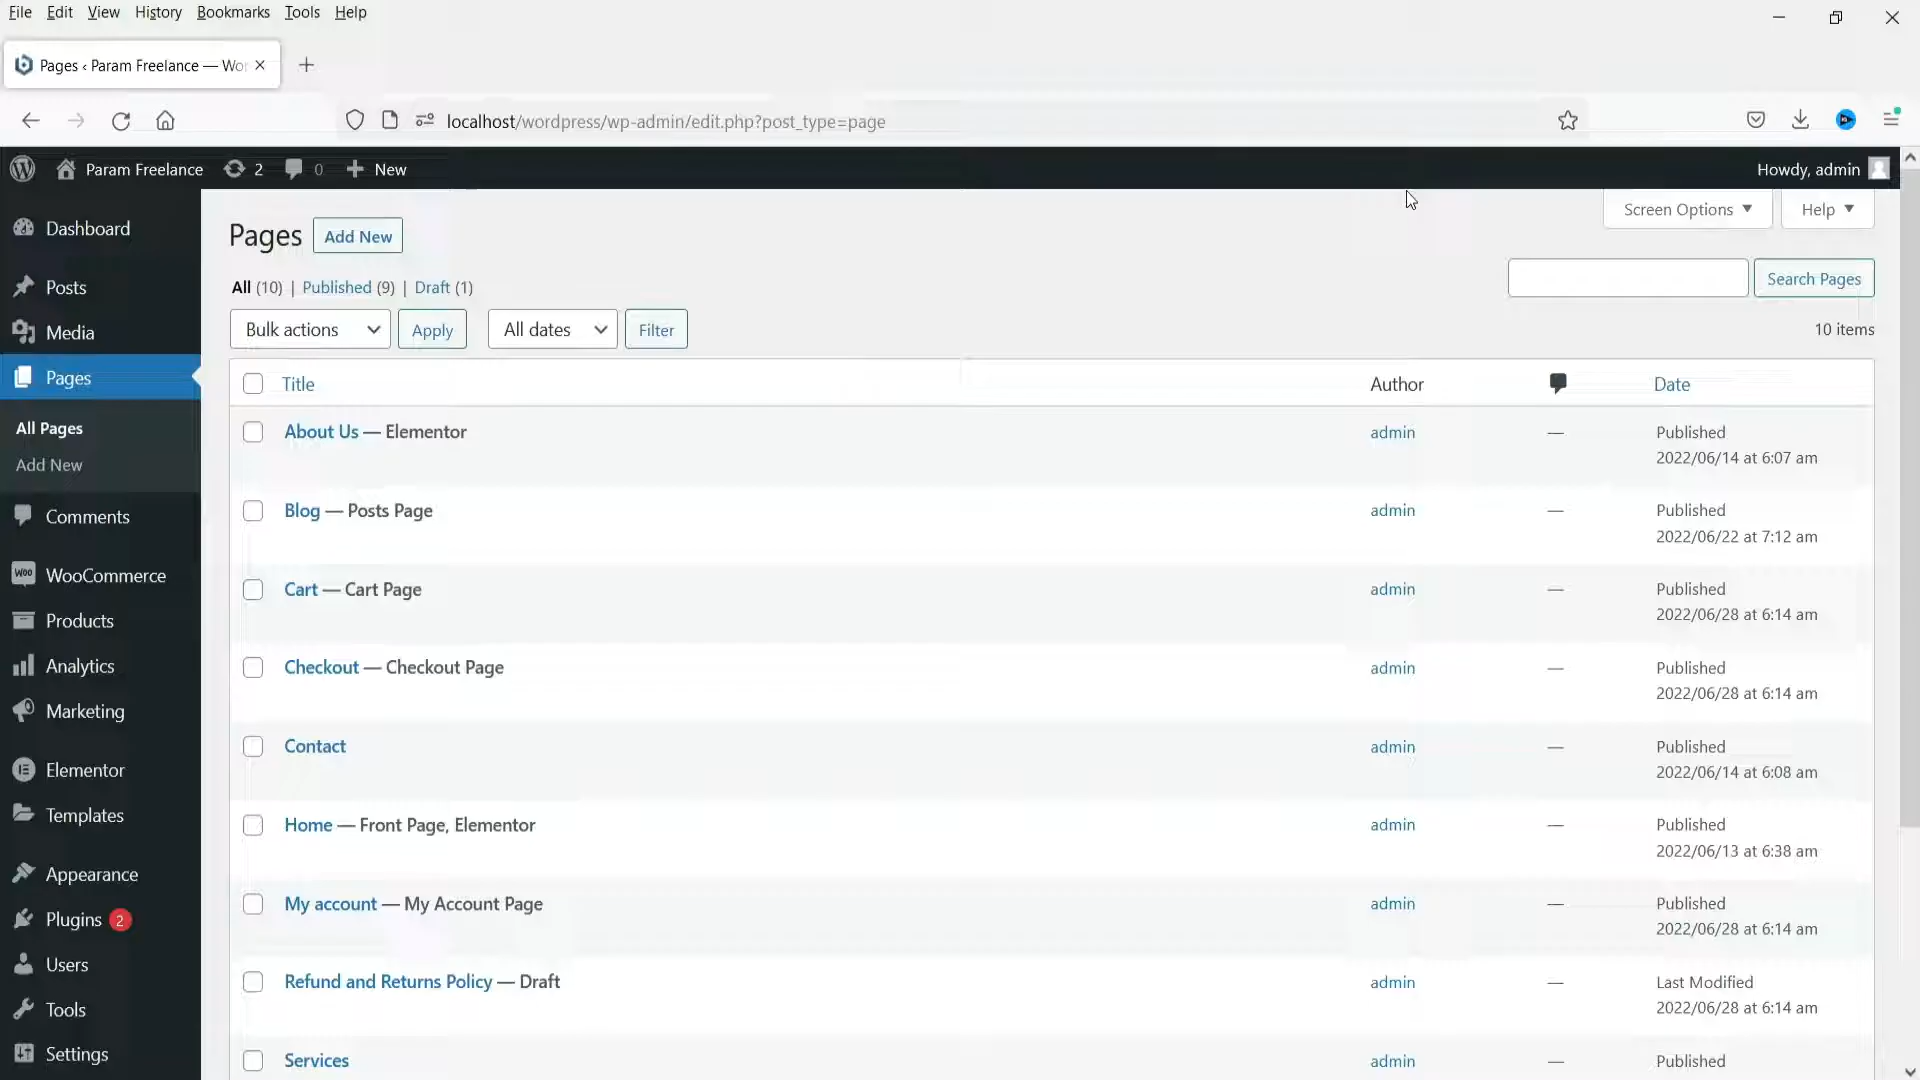 File Edit View History Bookmarks Tools Help
Pages ‹ Param Freelance — Wor
localhost/wordpress/wp-admin/edit.php?post_type=page
Param Freelance 2 0 New Howdy, admin
Dashboard
Posts
Media
Pages
All Pages
Add New
Comments
WOO WooCommerce
Products
Analytics
Marketing
Elementor
Templates
Appearance
Plugins 2
Users
Tools
Settings
Screen Options Help
Pages Add New
All (10) | Published (9) | Draft (1)
Search Pages
Bulk actions Apply All dates Filter
10 items
Title Author Date
About Us — Elementor admin — Published
2022/06/14 at 6:07 am
Blog — Posts Page admin — Published
2022/06/22 at 7:12 am
Cart — Cart Page admin — Published
2022/06/28 at 6:14 am
Checkout — Checkout Page admin — Published
2022/06/28 at 6:14 am
Contact admin — Published
2022/06/14 at 6:08 am
Home — Front Page, Elementor admin — Published
2022/06/13 at 6:38 am
My account — My Account Page admin — Published
2022/06/28 at 6:14 am
Refund and Returns Policy — Draft admin — Last Modified
2022/06/28 at 6:14 am
Services admin — Published